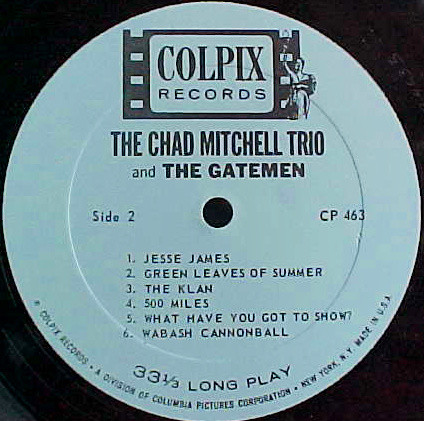 COLPIX
RECORDS
THE CHAD MITCHELL TRIO
and THE GATEMEN
Side 2 CP 463
1. JESSE JAMES
2. GREEN LEAVES OF SUMMER
3. THE KLAN
4. 500 MILES
5. WHAT HAVE YOU GOT TO SHOW?
6. WABASH CANNONBALL
33⅓ LONG PLAY
® COLPIX RECORDS • A DIVISION OF COLUMBIA PICTURES CORPORATION • NEW YORK, N.Y. MADE IN U.S.A.